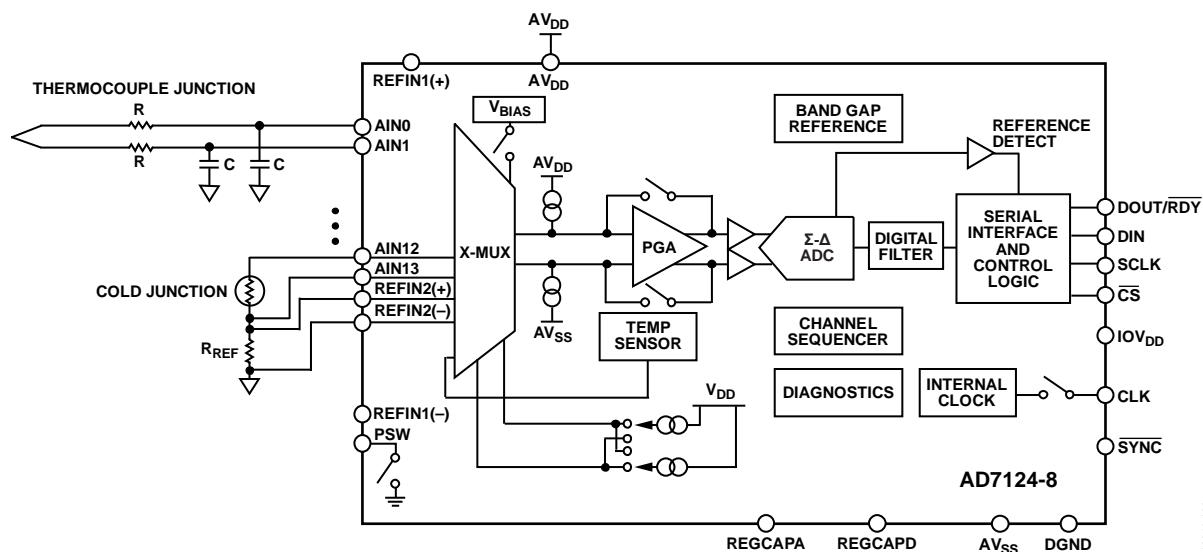 AVDD
REFIN1(+)
AVDD
THERMOCOUPLE JUNCTION
R
R
C
C
AIN0
AIN1
VBIAS
BAND GAP
REFERENCE
REFERENCE
DETECT
AVDD
X-MUX
PGA
Σ-Δ
ADC
DIGITAL
FILTER
SERIAL
INTERFACE
AND
CONTROL
LOGIC
DOUT/RDY
DIN
SCLK
CS
AIN12
AIN13
REFIN2(+)
REFIN2(–)
COLD JUNCTION
RREF
AVSS
TEMP
SENSOR
CHANNEL
SEQUENCER
IOVDD
DIAGNOSTICS
INTERNAL
CLOCK
CLK
VDD
REFIN1(–)
PSW
SYNC
AD7124-8
REGCAPA
REGCAPD
AVSS
DGND